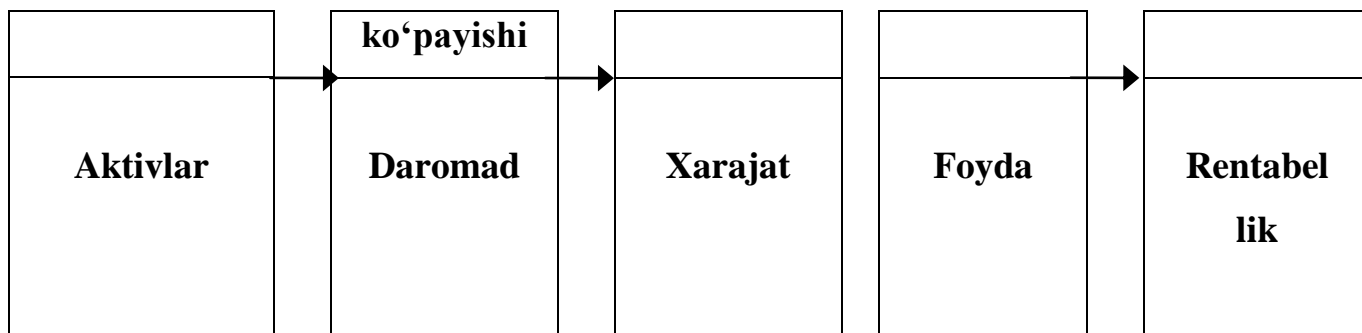 ko‘payishi
Aktivlar
Daromad
Xarajat
Foyda
Rentabel
lik